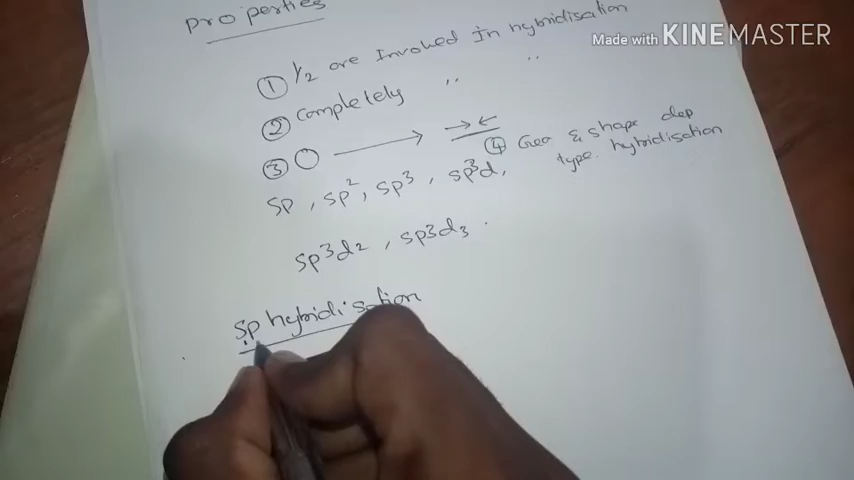 Properties
Made with KINEMASTER
① 1/2 are Invoked In hybridisation
② Completely ,, ,,
③ ○ ⟶ →←
④ Geo & shape dep
type. hybridisation
Sp, sp², sp³, sp³d,
sp³d2, sp3d3.
Sp hybridisation